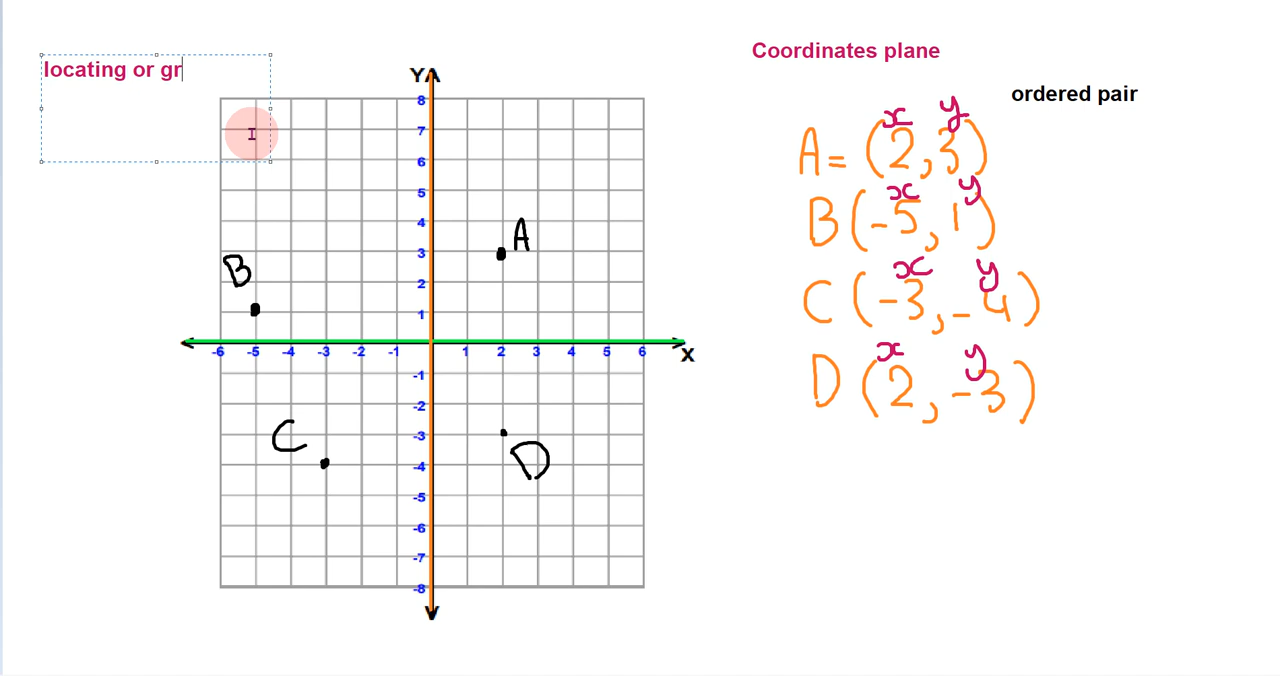 locating or gr
Y
8
7
6
5
4
3
2
1
-6 -5 -4 -3 -2 -1 1 2 3 4 5 6 X
-1
-2
-3
-4
-5
-6
-7
-8
A
B
C
D
Coordinates plane
ordered pair
x y
A = (2, 3)
x y
B (-5, 1)
x y
C (-3, -4)
x y
D (2, -3)